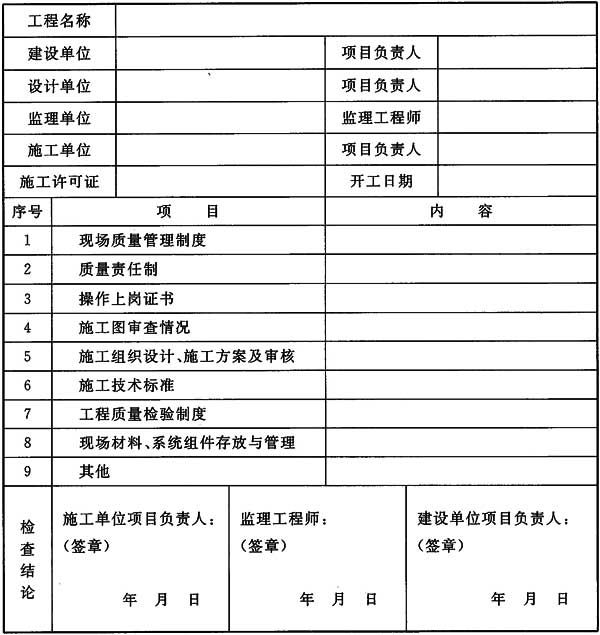 工程名称
建设单位 项目负责人
设计单位 项目负责人
监理单位 监理工程师
施工单位 项目负责人
施工许可证 开工日期
序号 项 目 内 容
1 现场质量管理制度
2 质量责任制
3 操作上岗证书
4 施工图审查情况
5 施工组织设计、施工方案及审核
6 施工技术标准
7 工程质量检验制度
8 现场材料、系统组件存放与管理
9 其他
检查结论
施工单位项目负责人：
（签章）
年 月 日
监理工程师：
（签章）
年 月 日
建设单位项目负责人：
（签章）
年 月 日